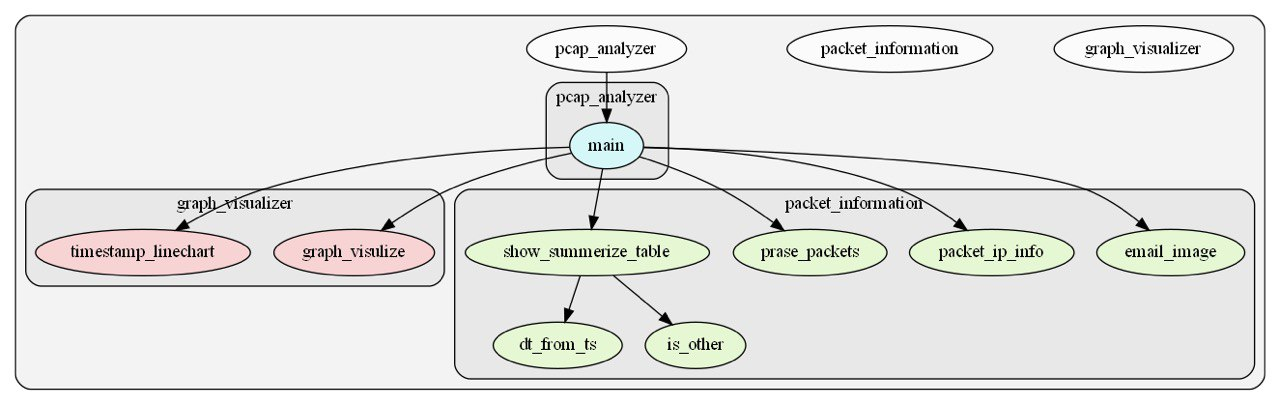 pcap_analyzer
packet_information
graph_visualizer
pcap_analyzer
main
graph_visualizer
packet_information
timestamp_linechart
graph_visulize
show_summerize_table
prase_packets
packet_ip_info
email_image
dt_from_ts
is_other